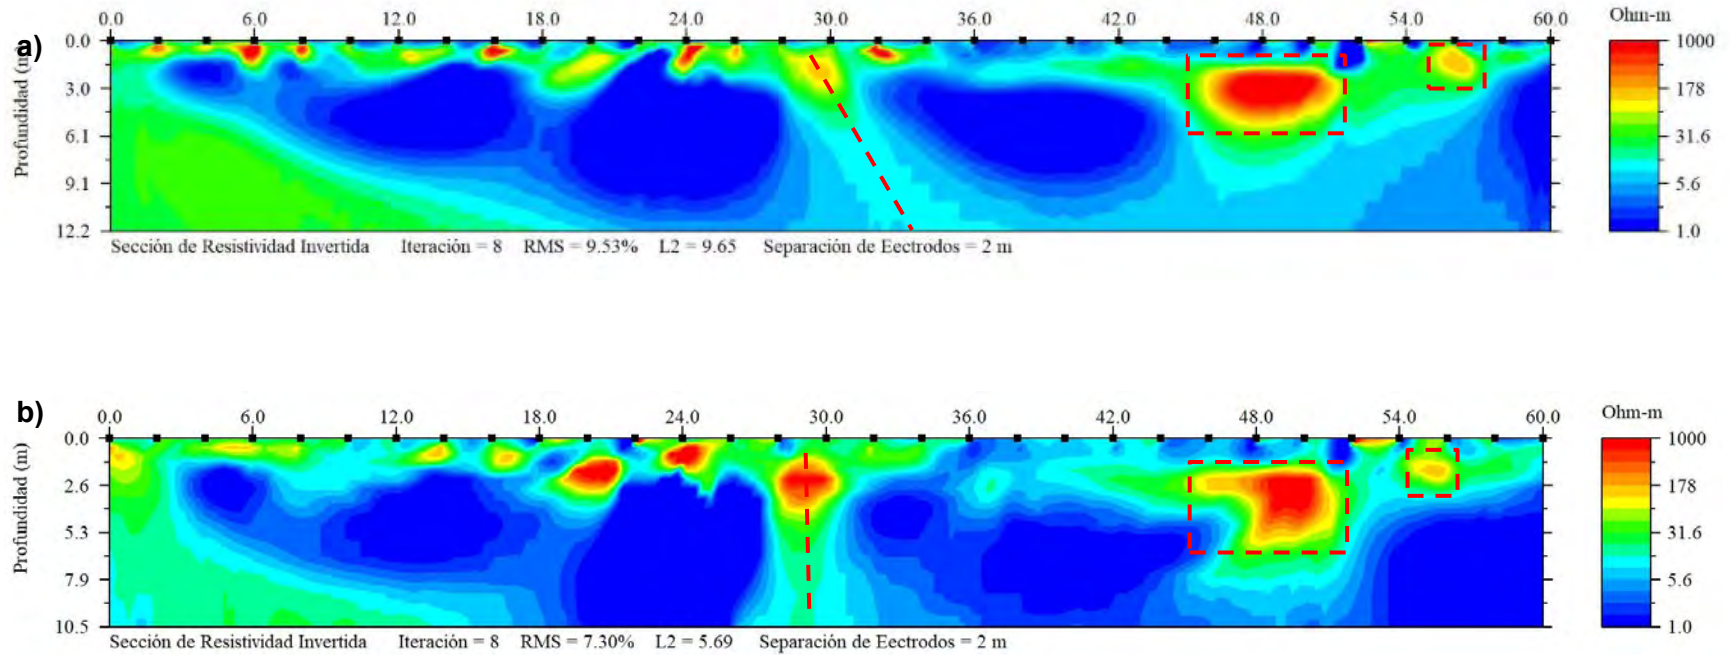 0.0 6.0 12.0 18.0 24.0 30.0 36.0 42.0 48.0 54.0 60.0 Ohm-m
a)
Profundidad (m)
0.0
3.0
6.1
9.1
12.2
1000
178
31.6
5.6
1.0
Sección de Resistividad Invertida Iteración = 8 RMS = 9.53% L2 = 9.65 Separación de Eectrodos = 2 m
b)
0.0 6.0 12.0 18.0 24.0 30.0 36.0 42.0 48.0 54.0 60.0 Ohm-m
Profundidad (m)
0.0
2.6
5.3
7.9
10.5
1000
178
31.6
5.6
1.0
Sección de Resistividad Invertida Iteración = 8 RMS = 7.30% L2 = 5.69 Separación de Eectrodos = 2 m